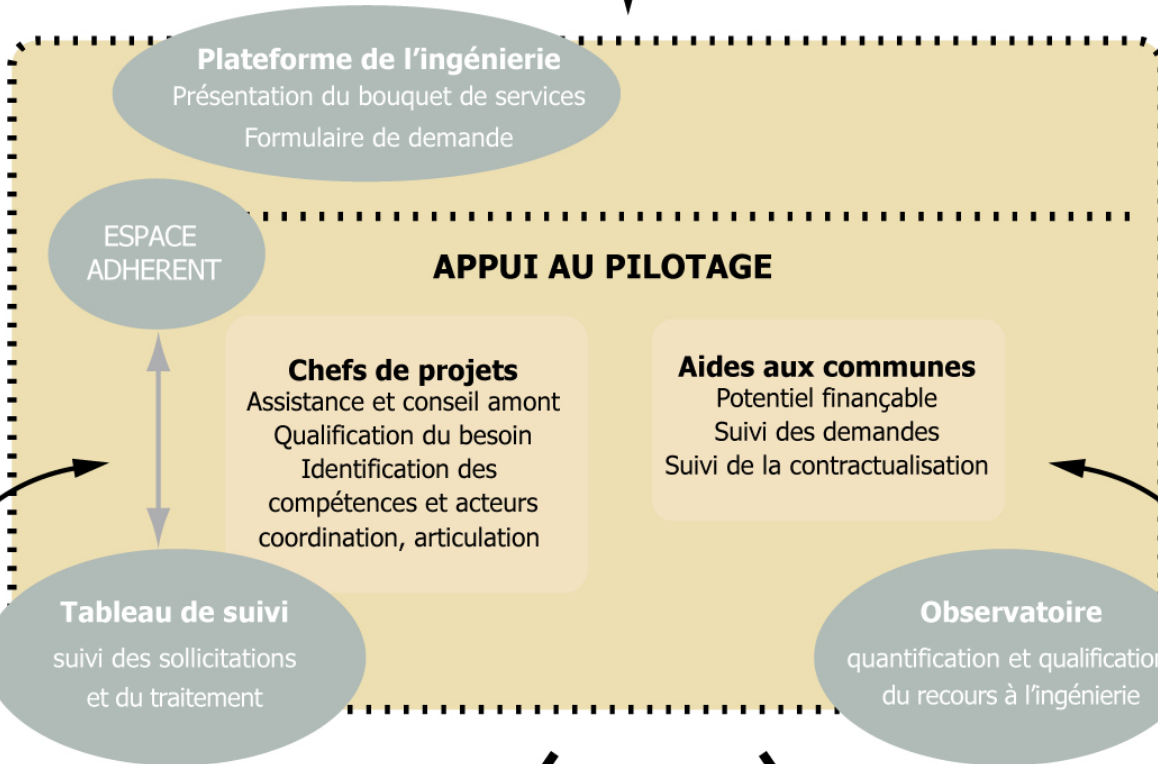 Plateforme de l'ingénierie
Présentation du bouquet de services
Formulaire de demande
ESPACE
ADHERENT
APPUI AU PILOTAGE
Chefs de projets
Assistance et conseil amont
Qualification du besoin
Identification des
compétences et acteurs
coordination, articulation
Aides aux communes
Potentiel finançable
Suivi des demandes
Suivi de la contractualisation
Tableau de suivi
suivi des sollicitations
et du traitement
Observatoire
quantification et qualification
du recours à l'ingénierie